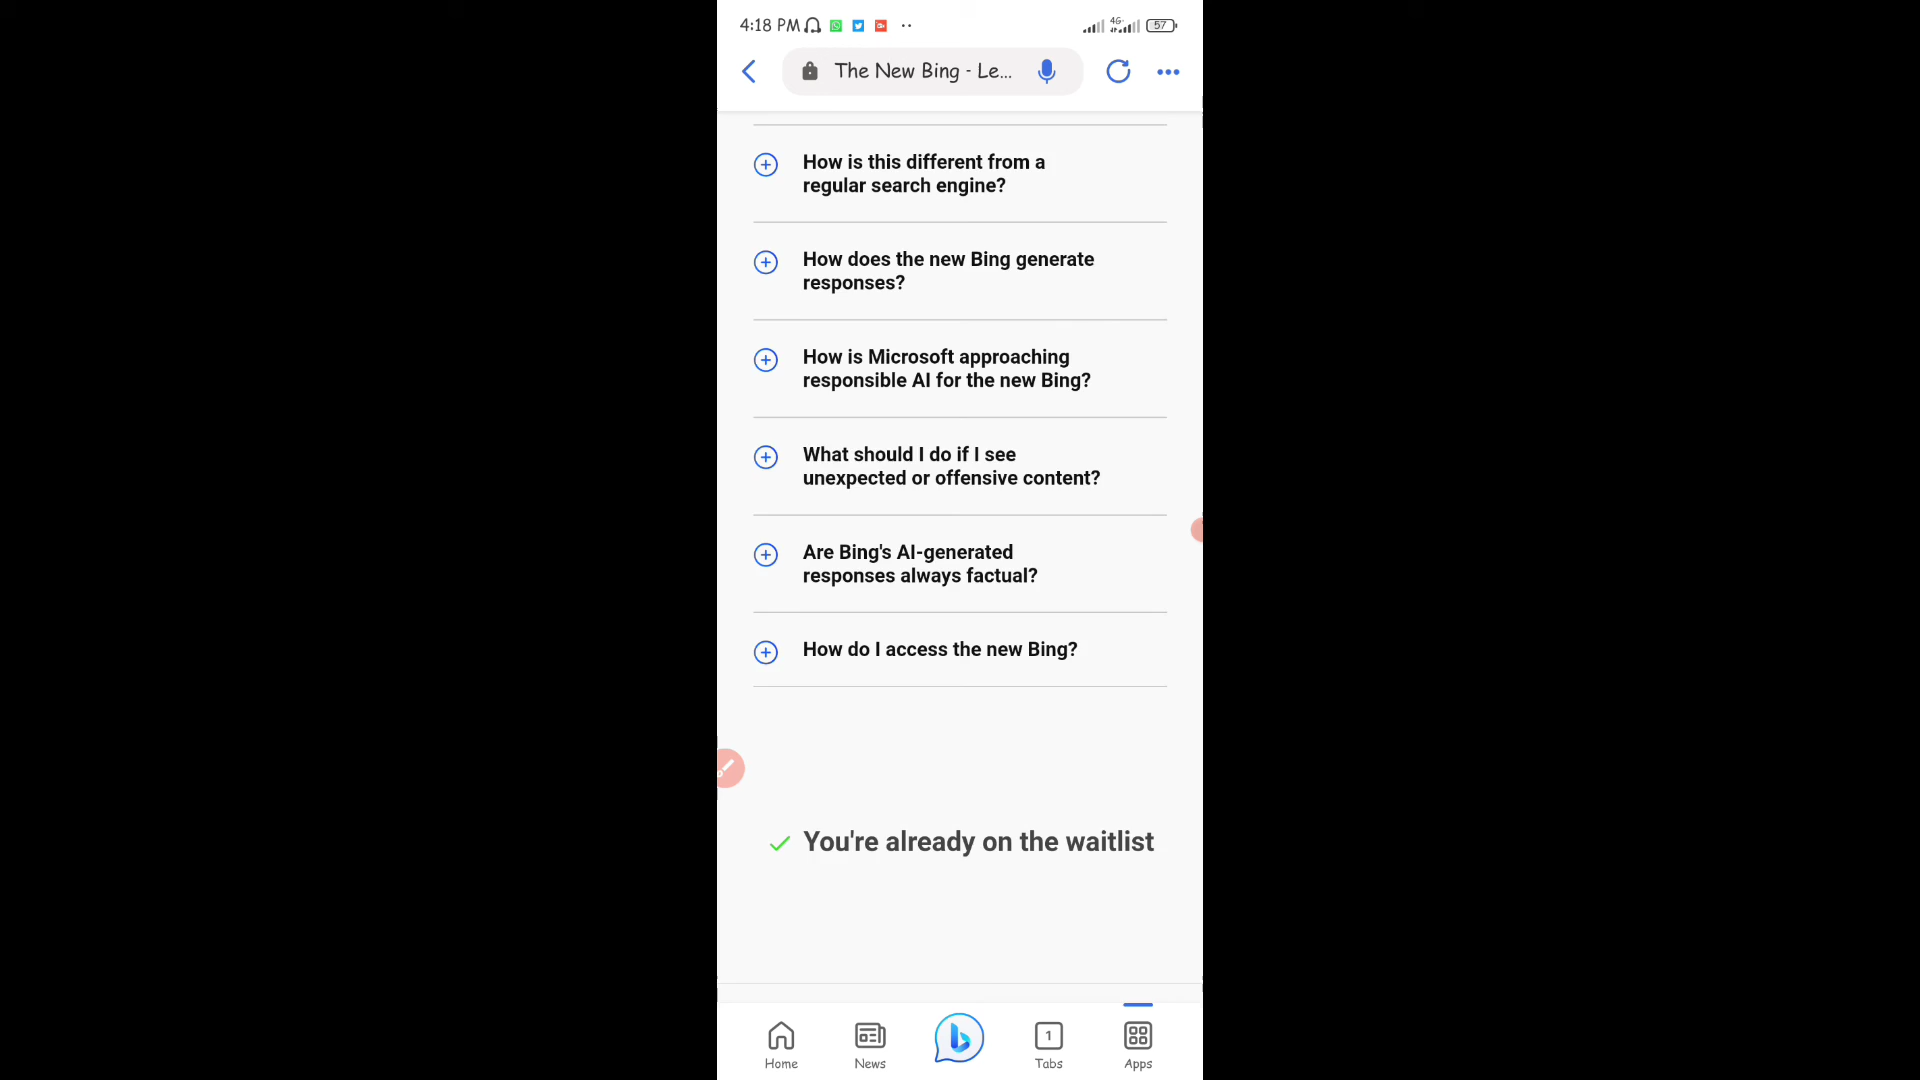 4:18 PM
4G
57
The New Bing - Le...
How is this different from a
regular search engine?
How does the new Bing generate
responses?
How is Microsoft approaching
responsible AI for the new Bing?
What should I do if I see
unexpected or offensive content?
Are Bing's AI-generated
responses always factual?
How do I access the new Bing?
You're already on the waitlist
1
Home
News
Tabs
Apps